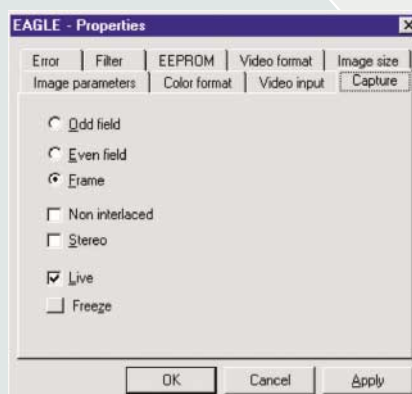 EAGLE - Properties
Error Filter EEPROM Video format Image size
Image parameters Color format Video input Capture
Odd field
Even field
Frame
Non interlaced
Stereo
Live
Freeze
OK Cancel Apply